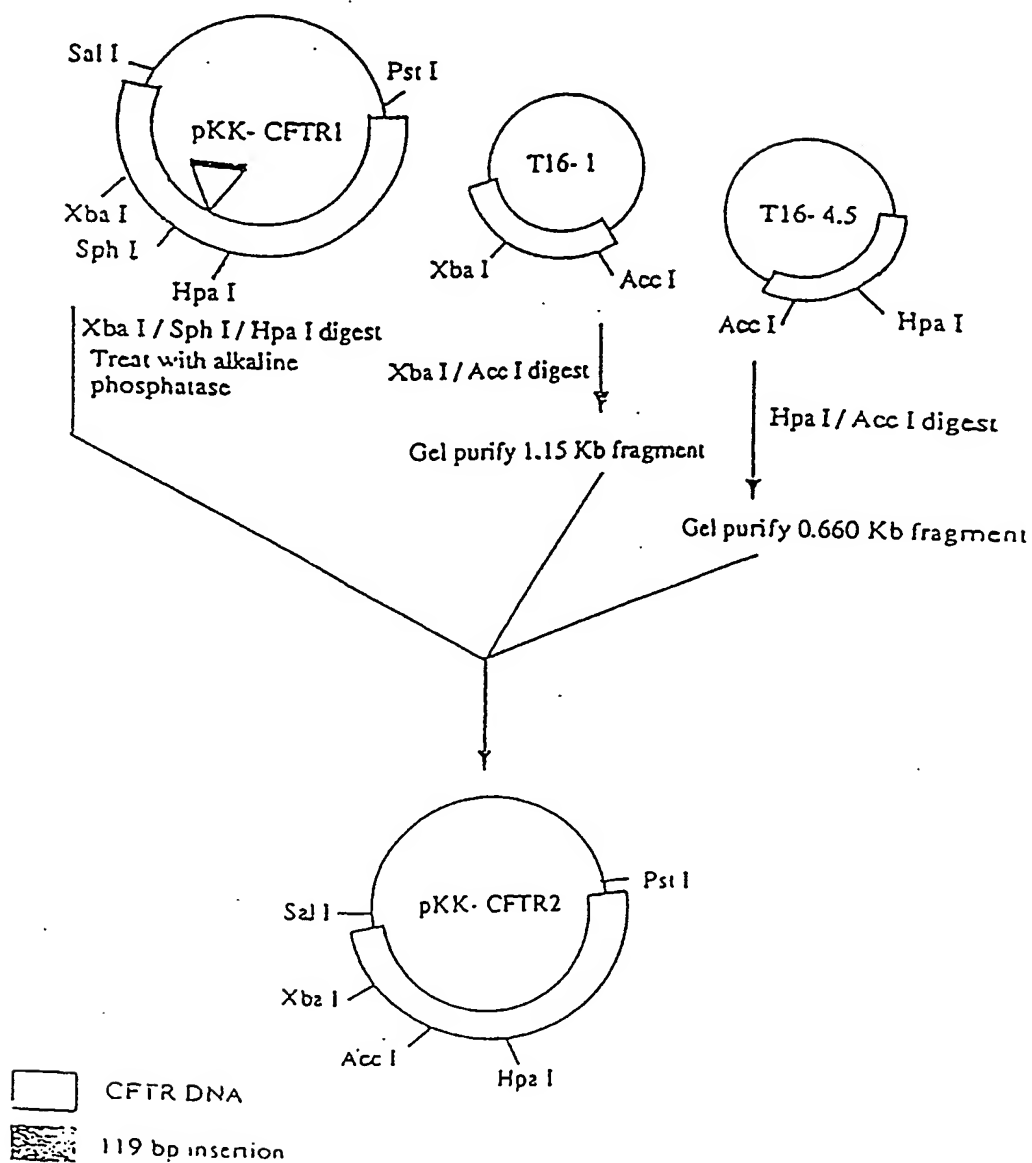 Sal I
Pst I
pKK- CFTR1
T16- 1
T16- 4.5
Xba I
Sph I
Hpa I
Xba I
Acc I
Acc I
Hpa I
Xba I / Sph I / Hpa I digest
Treat with alkaline
phosphatase
Xba I / Acc I digest
Hpa I / Acc I digest
Gel purify 1.15 Kb fragment
Gel purify 0.660 Kb fragment
Pst I
Sal I
pKK- CFTR2
Xba I
Acc I
Hpa I
CFTR DNA
119 bp insertion